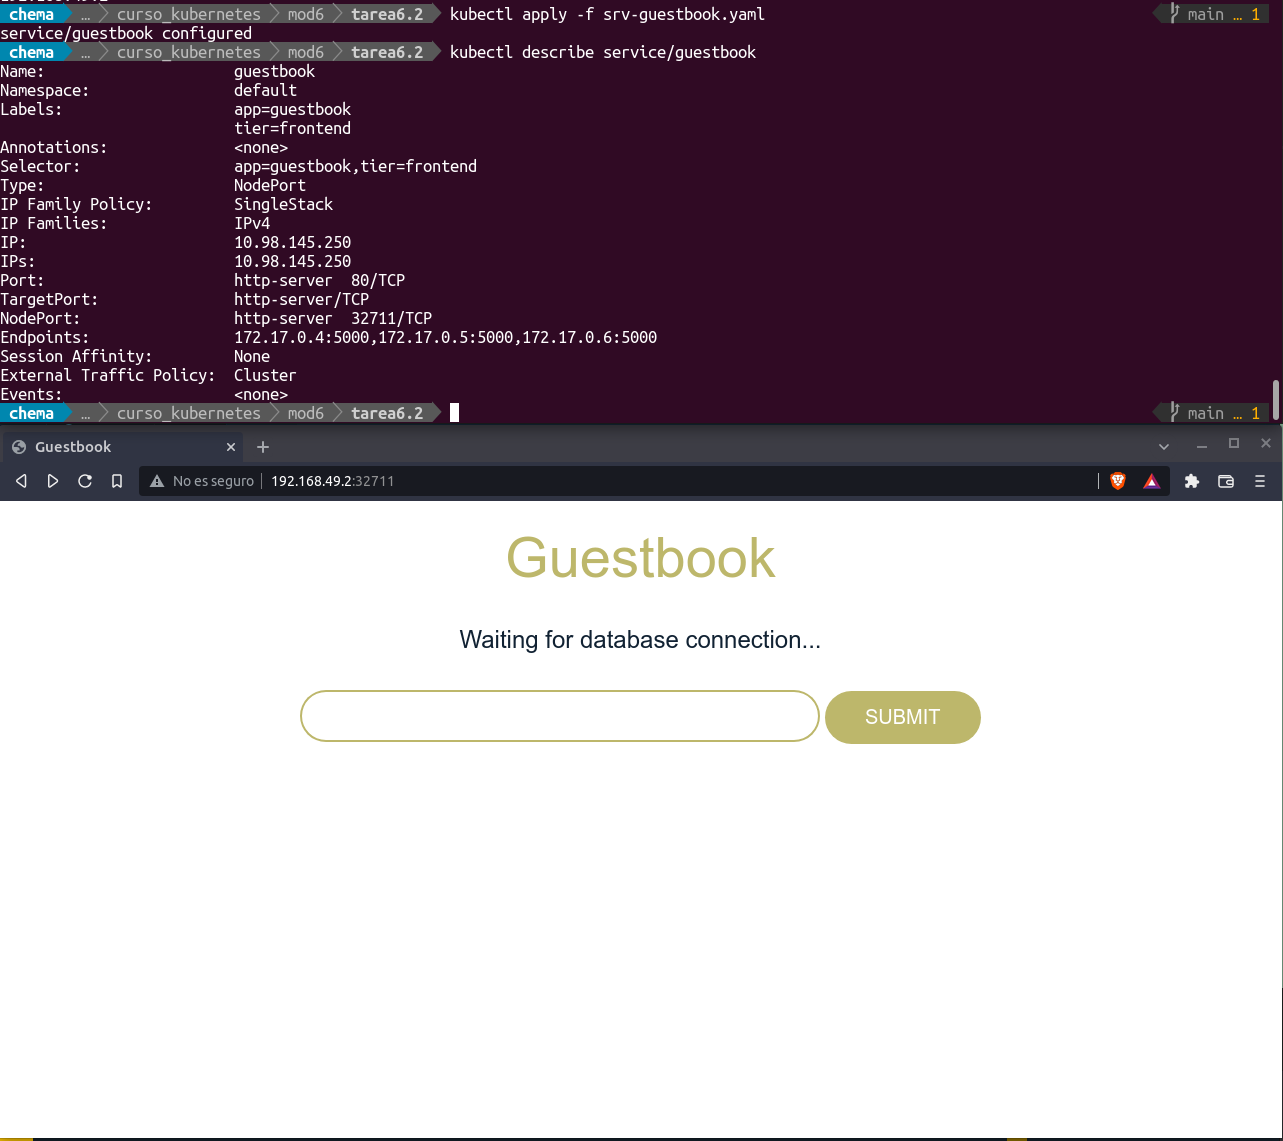 chema … curso_kubernetes mod6 tarea6.2 kubectl apply -f srv-guestbook.yaml main … 1
service/guestbook configured
chema … curso_kubernetes mod6 tarea6.2 kubectl describe service/guestbook
Name: guestbook
Namespace: default
Labels: app=guestbook
tier=frontend
Annotations: <none>
Selector: app=guestbook,tier=frontend
Type: NodePort
IP Family Policy: SingleStack
IP Families: IPv4
IP: 10.98.145.250
IPs: 10.98.145.250
Port: http-server 80/TCP
TargetPort: http-server/TCP
NodePort: http-server 32711/TCP
Endpoints: 172.17.0.4:5000,172.17.0.5:5000,172.17.0.6:5000
Session Affinity: None
External Traffic Policy: Cluster
Events: <none>
chema … curso_kubernetes mod6 tarea6.2 main … 1
Guestbook
No es seguro 192.168.49.2:32711
Guestbook
Waiting for database connection...
SUBMIT